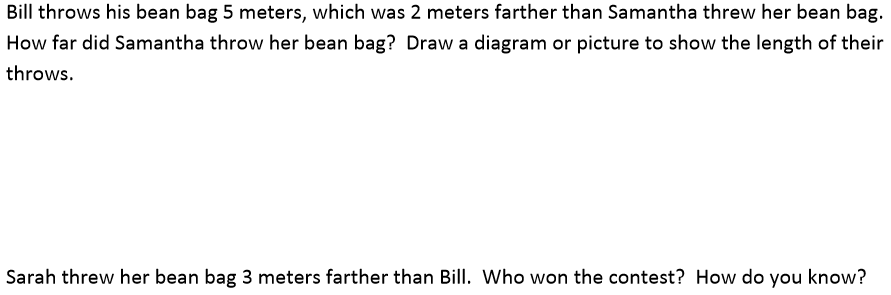 Bill throws his bean bag 5 meters, which was 2 meters farther than Samantha threw her bean bag.
How far did Samantha throw her bean bag?  Draw a diagram or picture to show the length of their
throws.
Sarah threw her bean bag 3 meters farther than Bill.  Who won the contest?  How do you know?